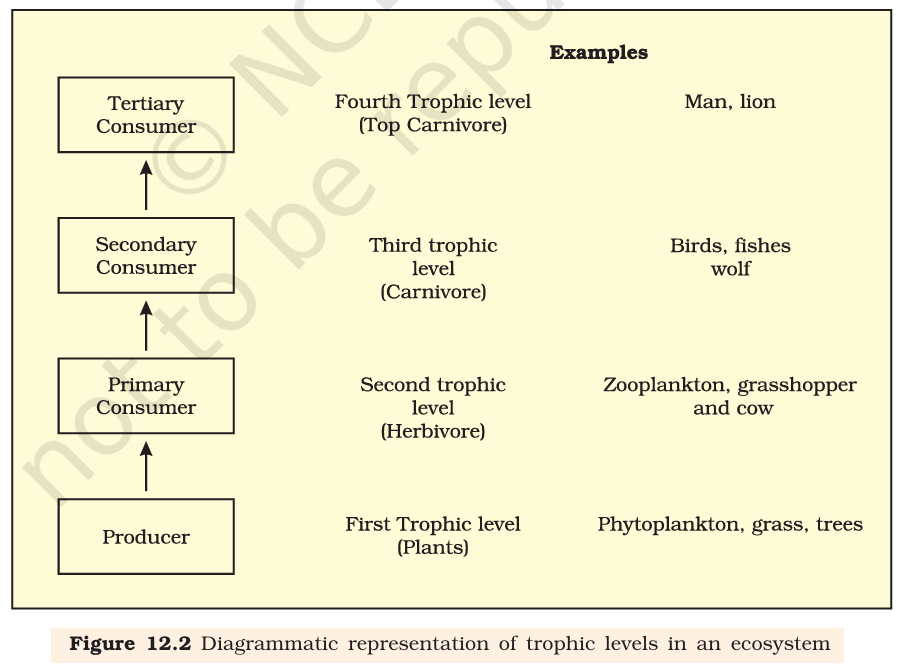 Examples
Tertiary
Consumer
Fourth Trophic level
(Top Carnivore)
Man, lion
Secondary
Consumer
Third trophic
level
(Carnivore)
Birds, fishes
wolf
Primary
Consumer
Second trophic
level
(Herbivore)
Zooplankton, grasshopper
and cow
Producer
First Trophic level
(Plants)
Phytoplankton, grass, trees
Figure 12.2 Diagrammatic representation of trophic levels in an ecosystem
© NC
not to be repu